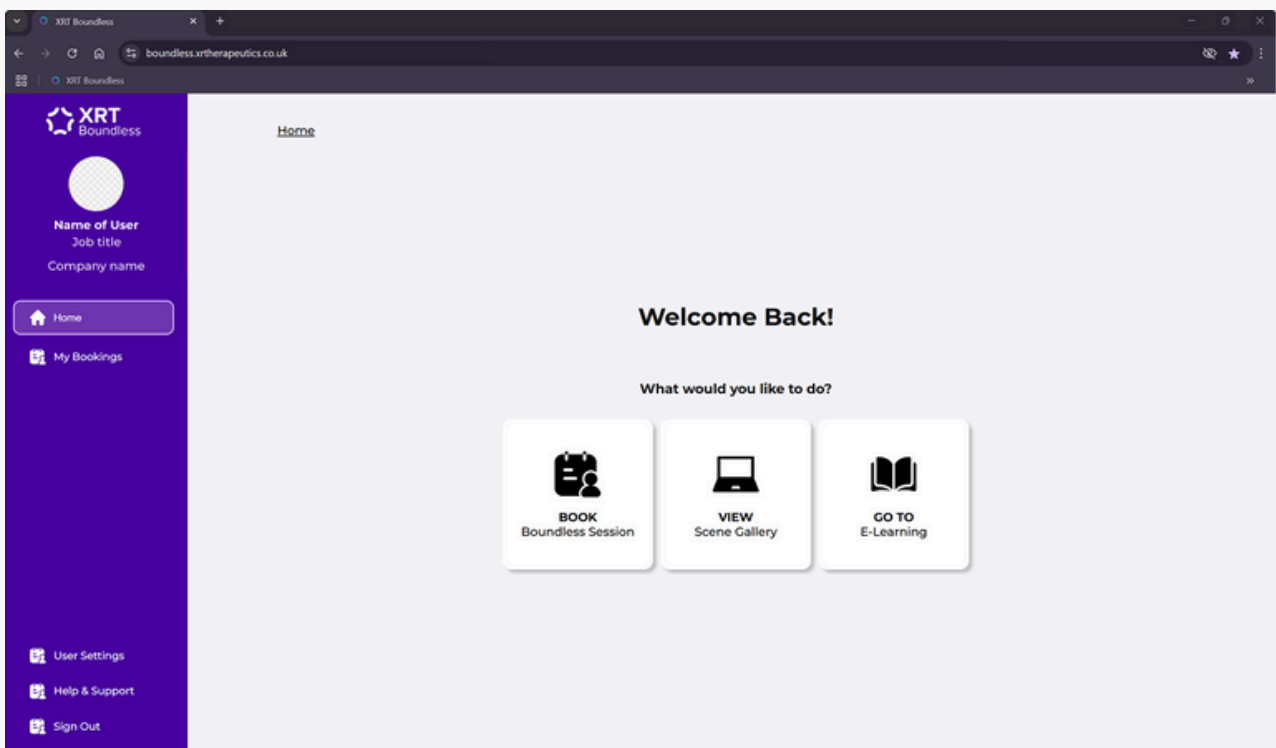 XRT Boundless
boundless.xrtherapeutics.co.uk
XRT Boundless
XRT
Boundless
Name of User
Job title
Company name
Home
My Bookings
User Settings
Help & Support
Sign Out
Home
Welcome Back!
What would you like to do?
BOOK
Boundless Session
VIEW
Scene Gallery
GO TO
E-Learning